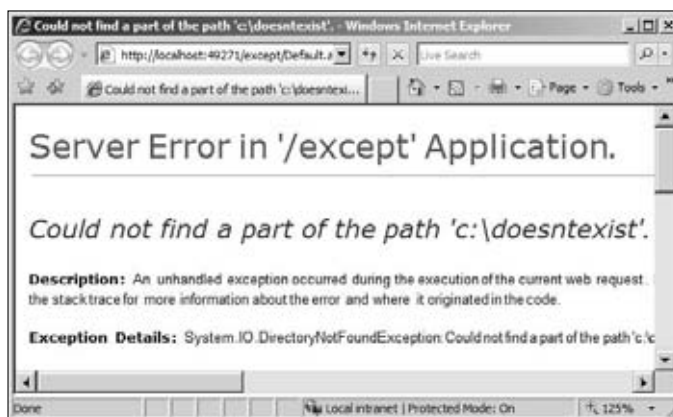 Could not find a part of the path 'c:\doesntexist'. - Windows Internet Explorer
http://localhost:49271/except/Default.a
Live Search
Could not find a part of the path 'c:\doesntexi...
Page
Tools
Server Error in '/except' Application.
Could not find a part of the path 'c:\doesntexist'.
Description: An unhandled exception occurred during the execution of the current web request.
the stack trace for more information about the error and where it originated in the code.
Exception Details: System.IO.DirectoryNotFoundException: Could not find a part of the path 'c:\
Done
Local intranet | Protected Mode: On
125%